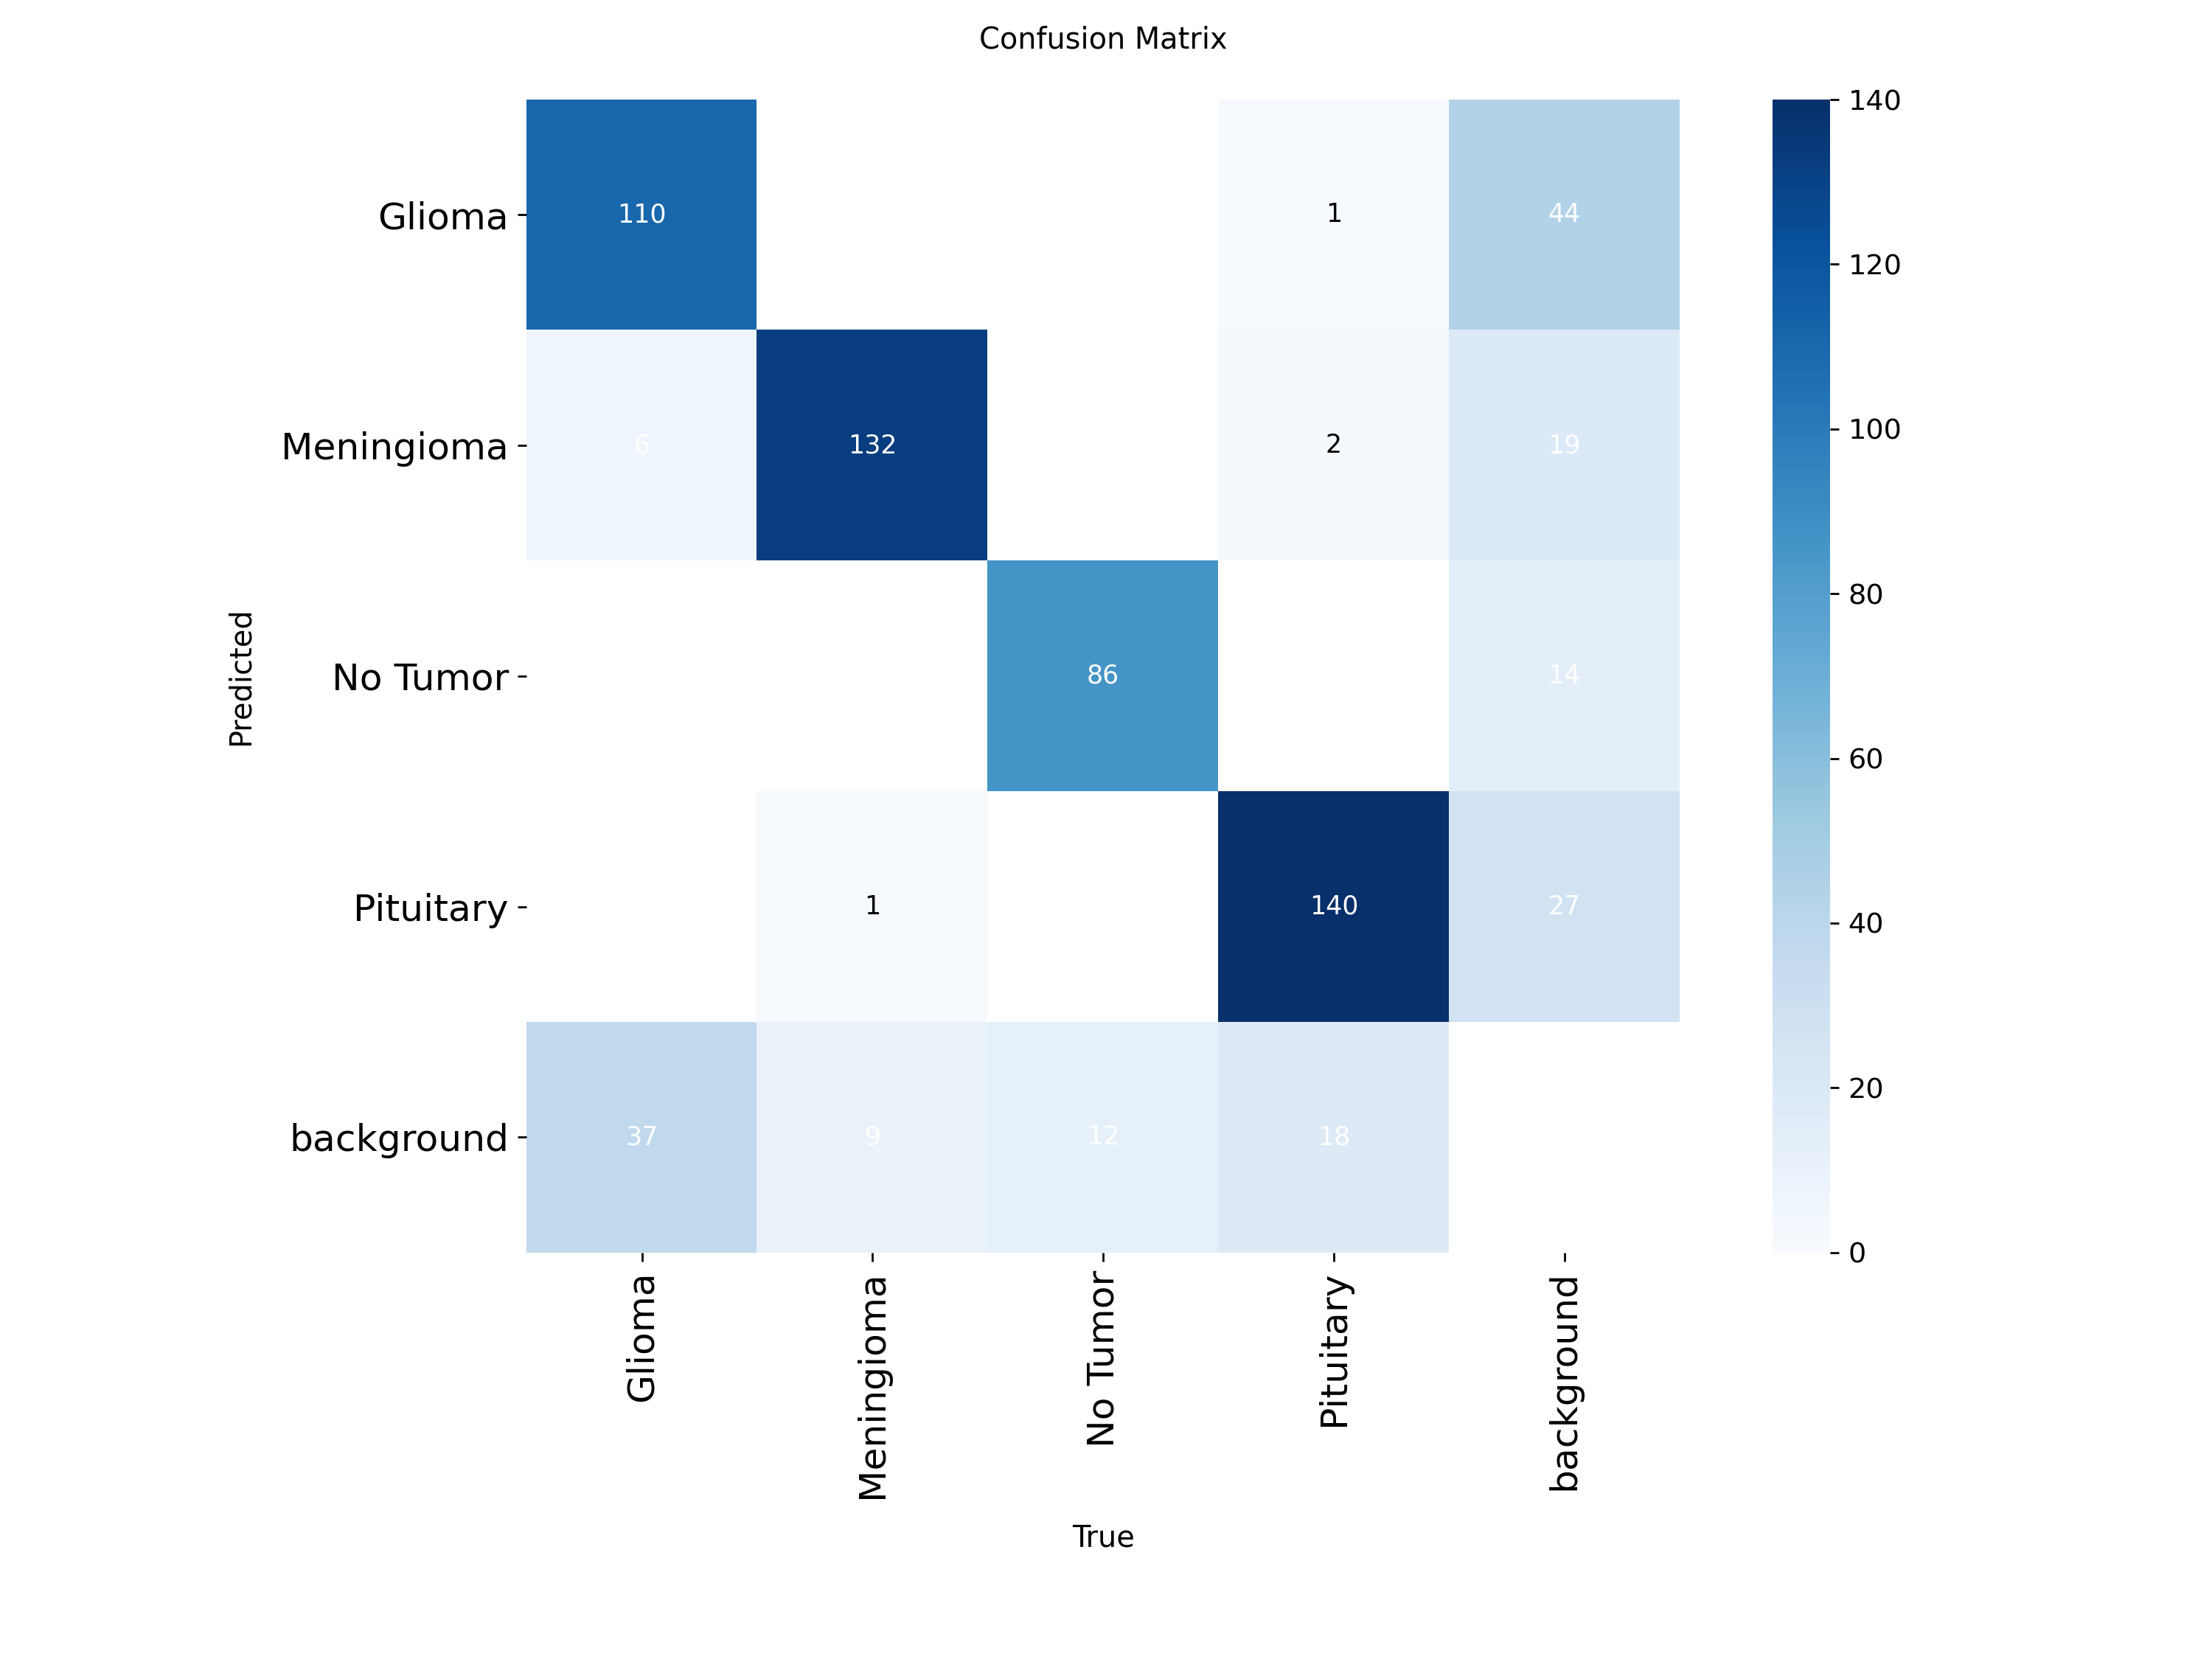 Confusion Matrix
Predicted
Glioma 110 1 44
Meningioma 6 132 2 19
No Tumor 86 14
Pituitary 1 140 27
background 37 9 12 18
Glioma Meningioma No Tumor Pituitary background
True
140
120
100
80
60
40
20
0